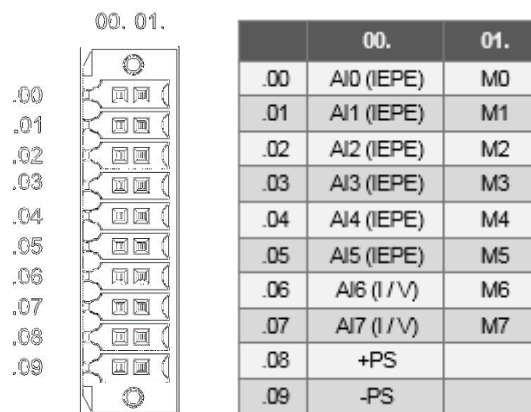 00. 01.
.00
.01
.02
.03
.04
.05
.06
.07
.08
.09
00. 01.
.00 AI0 (IEPE) M0
.01 AI1 (IEPE) M1
.02 AI2 (IEPE) M2
.03 AI3 (IEPE) M3
.04 AI4 (IEPE) M4
.05 AI5 (IEPE) M5
.06 AI6 (I / V) M6
.07 AI7 (I / V) M7
.08 +PS
.09 -PS